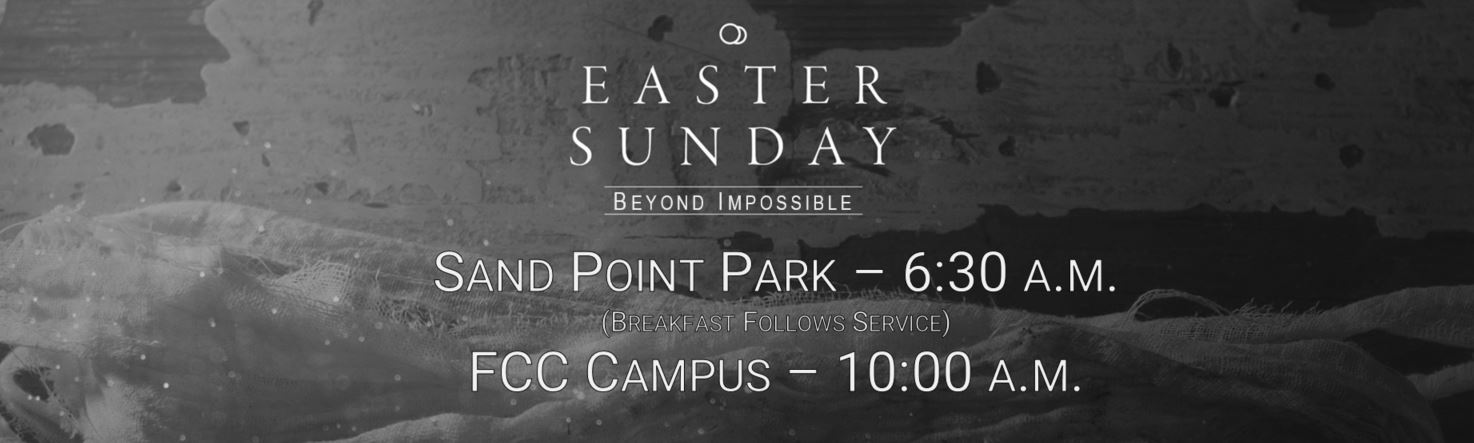 EASTER
SUNDAY
BEYOND IMPOSSIBLE
SAND POINT PARK – 6:30 A.M.
(BREAKFAST FOLLOWS SERVICE)
FCC CAMPUS – 10:00 A.M.